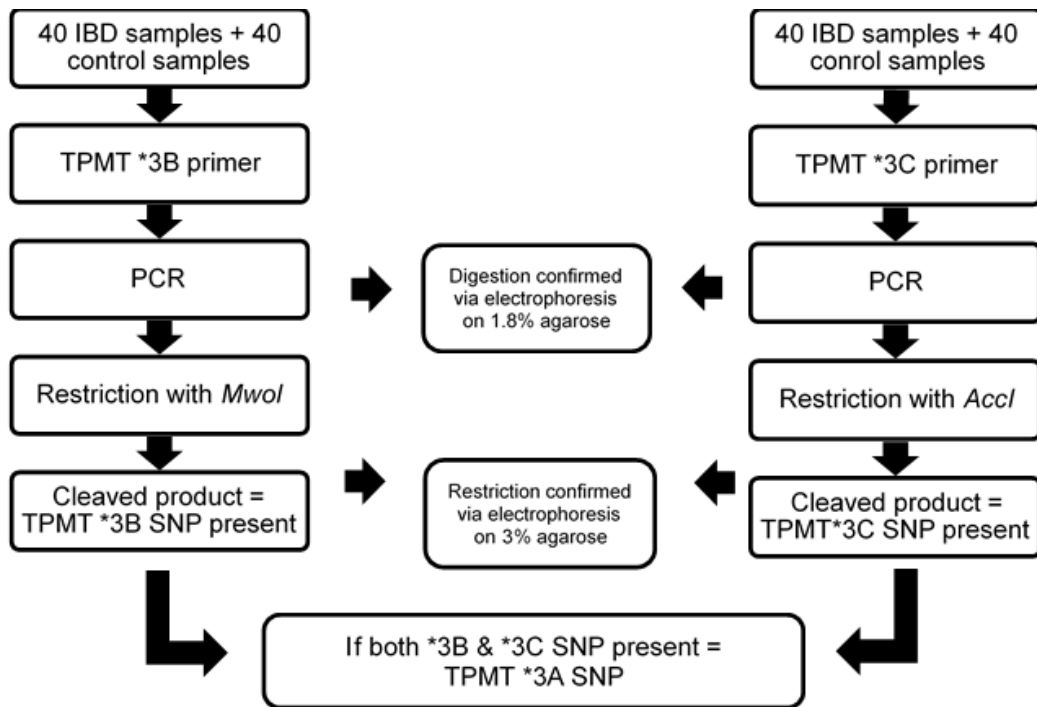 40 IBD samples + 40
control samples
TPMT *3B primer
PCR
Restriction with MwoI
Cleaved product =
TPMT *3B SNP present
40 IBD samples + 40
conrol samples
TPMT *3C primer
PCR
Restriction with AccI
Cleaved product =
TPMT*3C SNP present
Digestion confirmed
via electrophoresis
on 1.8% agarose
Restriction confirmed
via electrophoresis
on 3% agarose
If both *3B & *3C SNP present =
TPMT *3A SNP